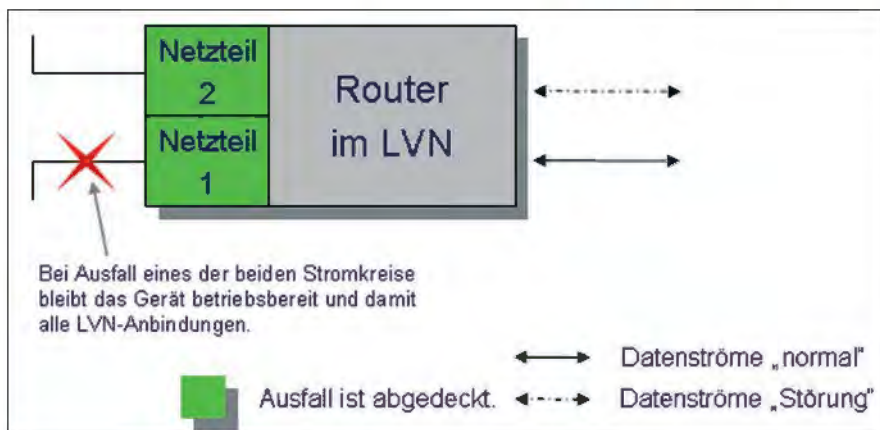 Netzteil
2
Netzteil
1
Router
im LVN
Bei Ausfall eines der beiden Stromkreise
bleibt das Gerät betriebsbereit und damit
alle LVN-Anbindungen.
Ausfall ist abgedeckt.
Datenströme „normal“
Datenströme „Störung“